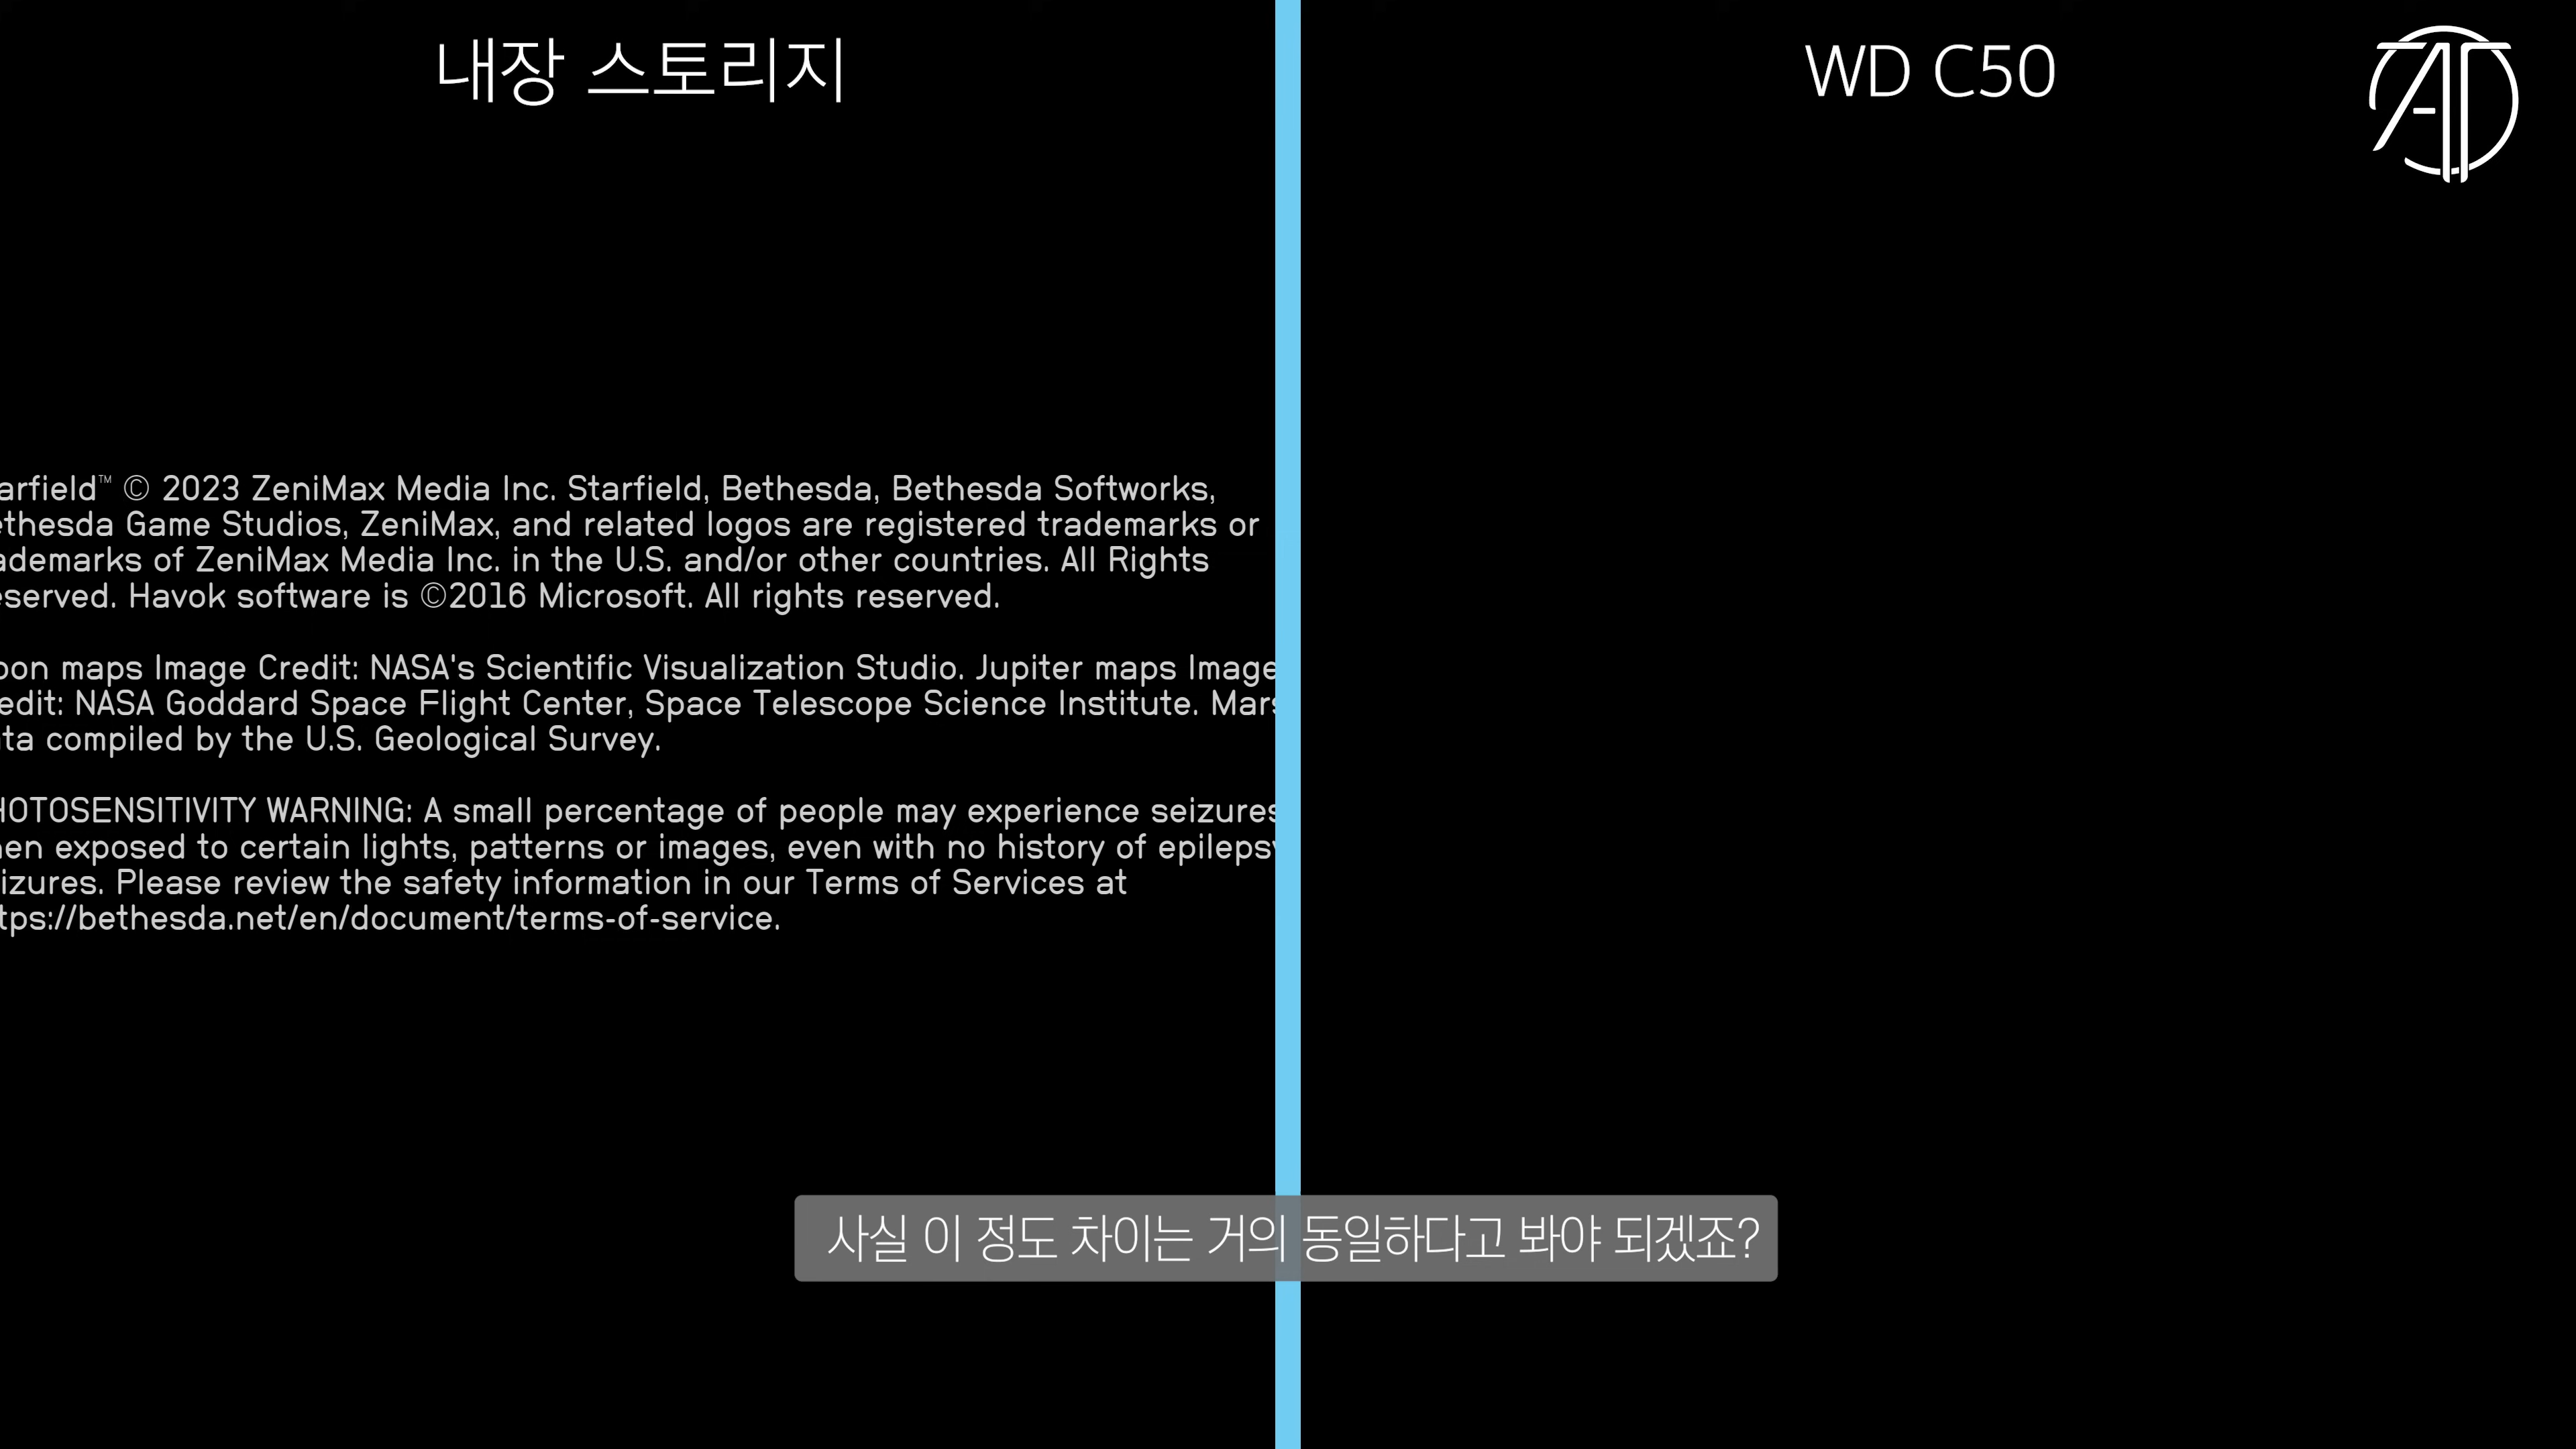 내장 스토리지
WD C50
arfield™ © 2023 ZeniMax Media Inc. Starfield, Bethesda, Bethesda Softworks,
ethesda Game Studios, ZeniMax, and related logos are registered trademarks or
ademarks of ZeniMax Media Inc. in the U.S. and/or other countries. All Rights
eserved. Havok software is ©2016 Microsoft. All rights reserved.
oon maps Image Credit: NASA's Scientific Visualization Studio. Jupiter maps Image
edit: NASA Goddard Space Flight Center, Space Telescope Science Institute. Mars
ata compiled by the U.S. Geological Survey.
HOTOSENSITIVITY WARNING: A small percentage of people may experience seizures
hen exposed to certain lights, patterns or images, even with no history of epilepsy
izures. Please review the safety information in our Terms of Services at
tps://bethesda.net/en/document/terms-of-service.
사실 이 정도 차이는 거의 동일하다고 봐야 되겠죠?